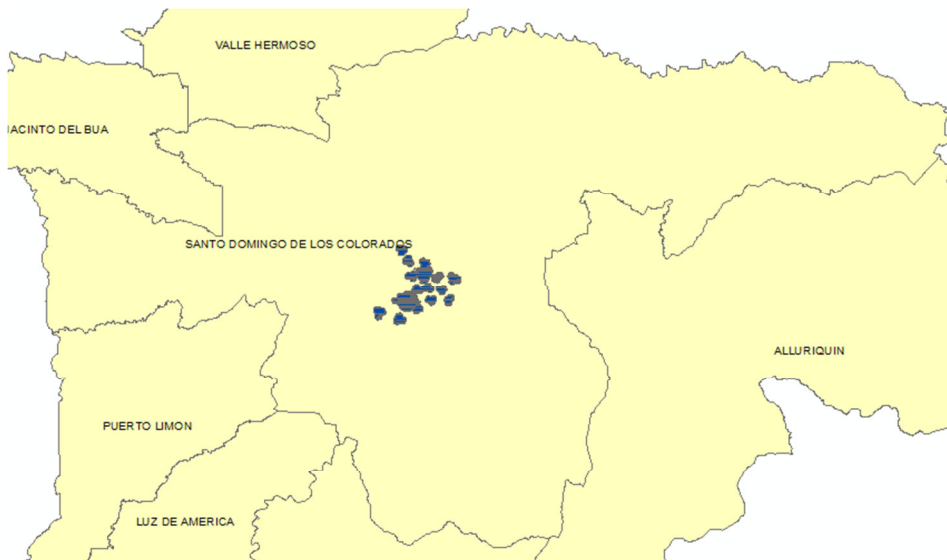 VALLE HERMOSO
JACINTO DEL BUA
SANTO DOMINGO DE LOS COLORADOS
ALLURIQUIN
PUERTO LIMON
LUZ DE AMERICA